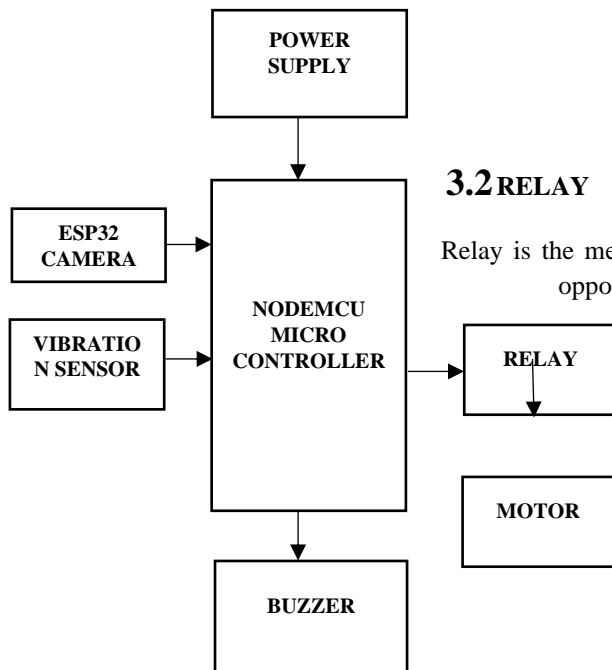 POWER
SUPPLY
3.2 RELAY
ESP32
CAMERA
Relay is the me
oppo
NODEMCU
MICRO
CONTROLLER
VIBRATIO
N SENSOR
RELAY
MOTOR
BUZZER